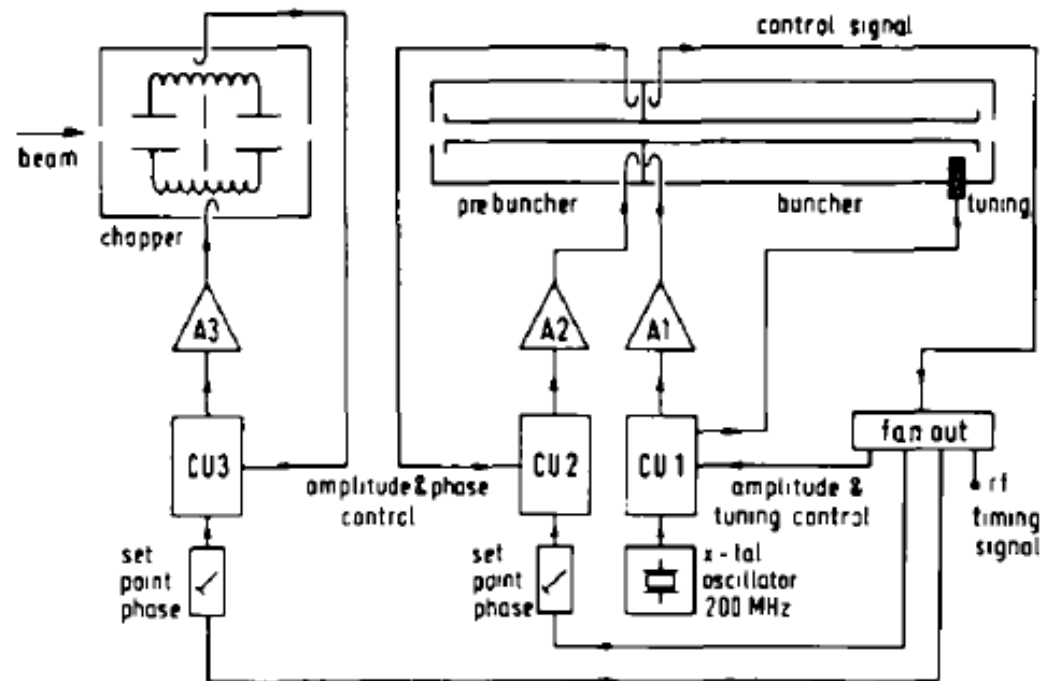 control signal
beam
chopper
prebuncher
buncher
tuning
A3
A2
A1
fan out
CU3
CU2
CU1
amplitude & phase
control
amplitude &
tuning control
rf
timing
signal
set
point
phase
set
point
phase
x-tal
oscillator
200 MHz